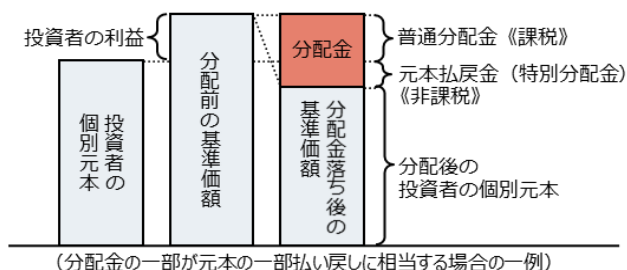 投資者の利益
投資者の
個別元本
分配前の基準価額
分配金
分配金落ち後の
基準価額
普通分配金《課税》
元本払戻金（特別分配金）
《非課税》
分配後の
投資者の個別元本
（分配金の一部が元本の一部払い戻しに相当する場合の一例）